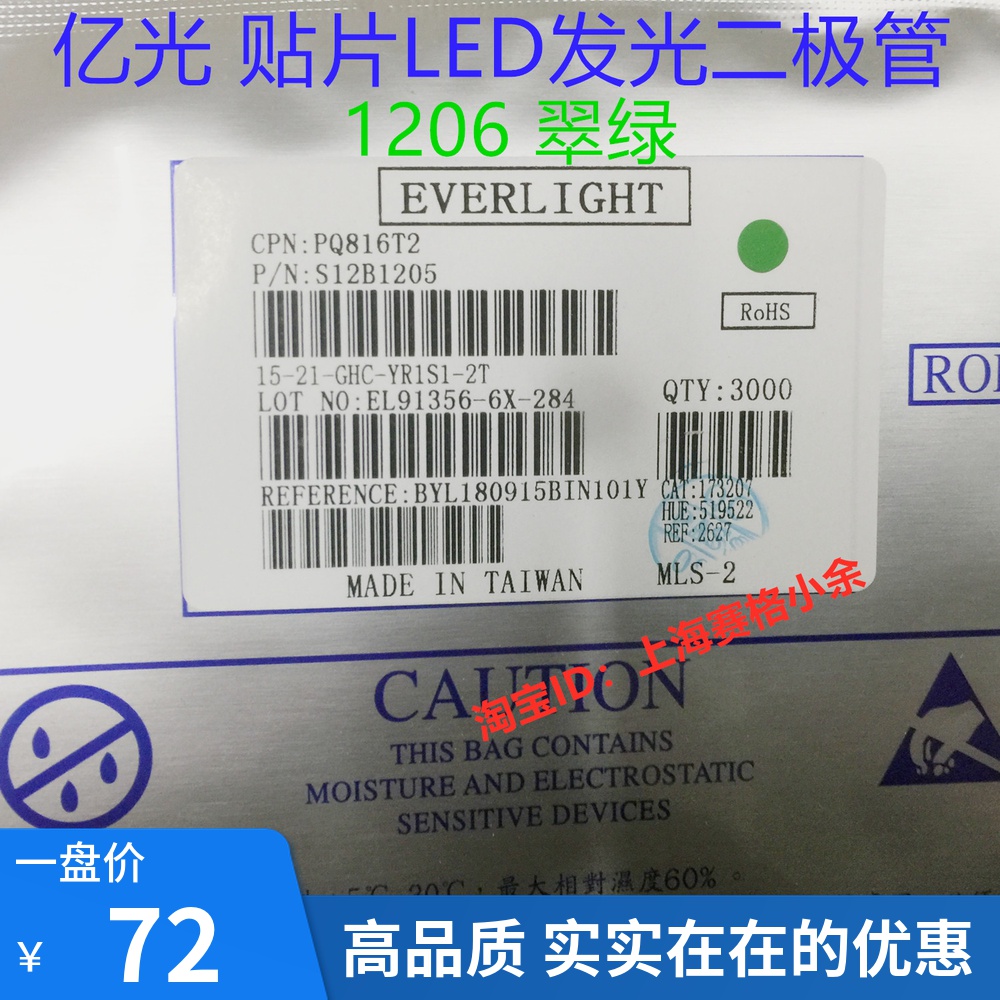 亿光 贴片LED发光二极管
1206 翠绿
EVERLIGHT
CPN:PQ816T2
P/N:S12B1205
RoHS
15-21-GHC-YR1S1-2T
LOT NO:EL91356-6X-284
QTY:3000
REFERENCE:BYL180915BIN101Y
CAT:173207
HUE:519522
REF:2627
MADE IN TAIWAN
MLS-2
淘宝ID：上海赛格小余
CAUTION
THIS BAG CONTAINS
MOISTURE AND ELECTROSTATIC
SENSITIVE DEVICES
最大相對濕度60%。
一盘价
¥72
高品质 实实在在的优惠